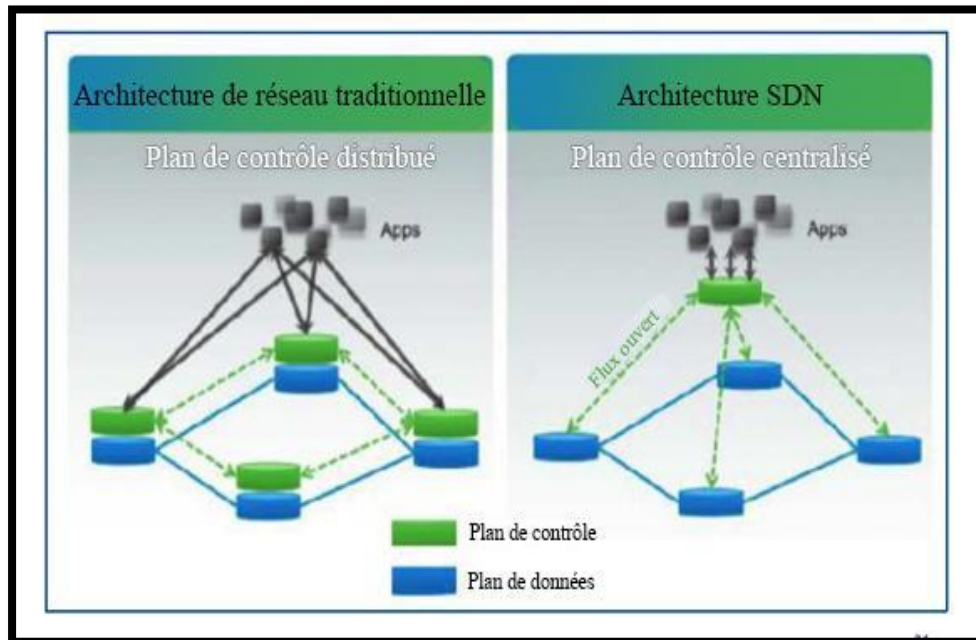 Architecture de réseau traditionnelle
Plan de contrôle distribué
Apps
Architecture SDN
Plan de contrôle centralisé
Apps
Flux ouvert
Plan de contrôle
Plan de données